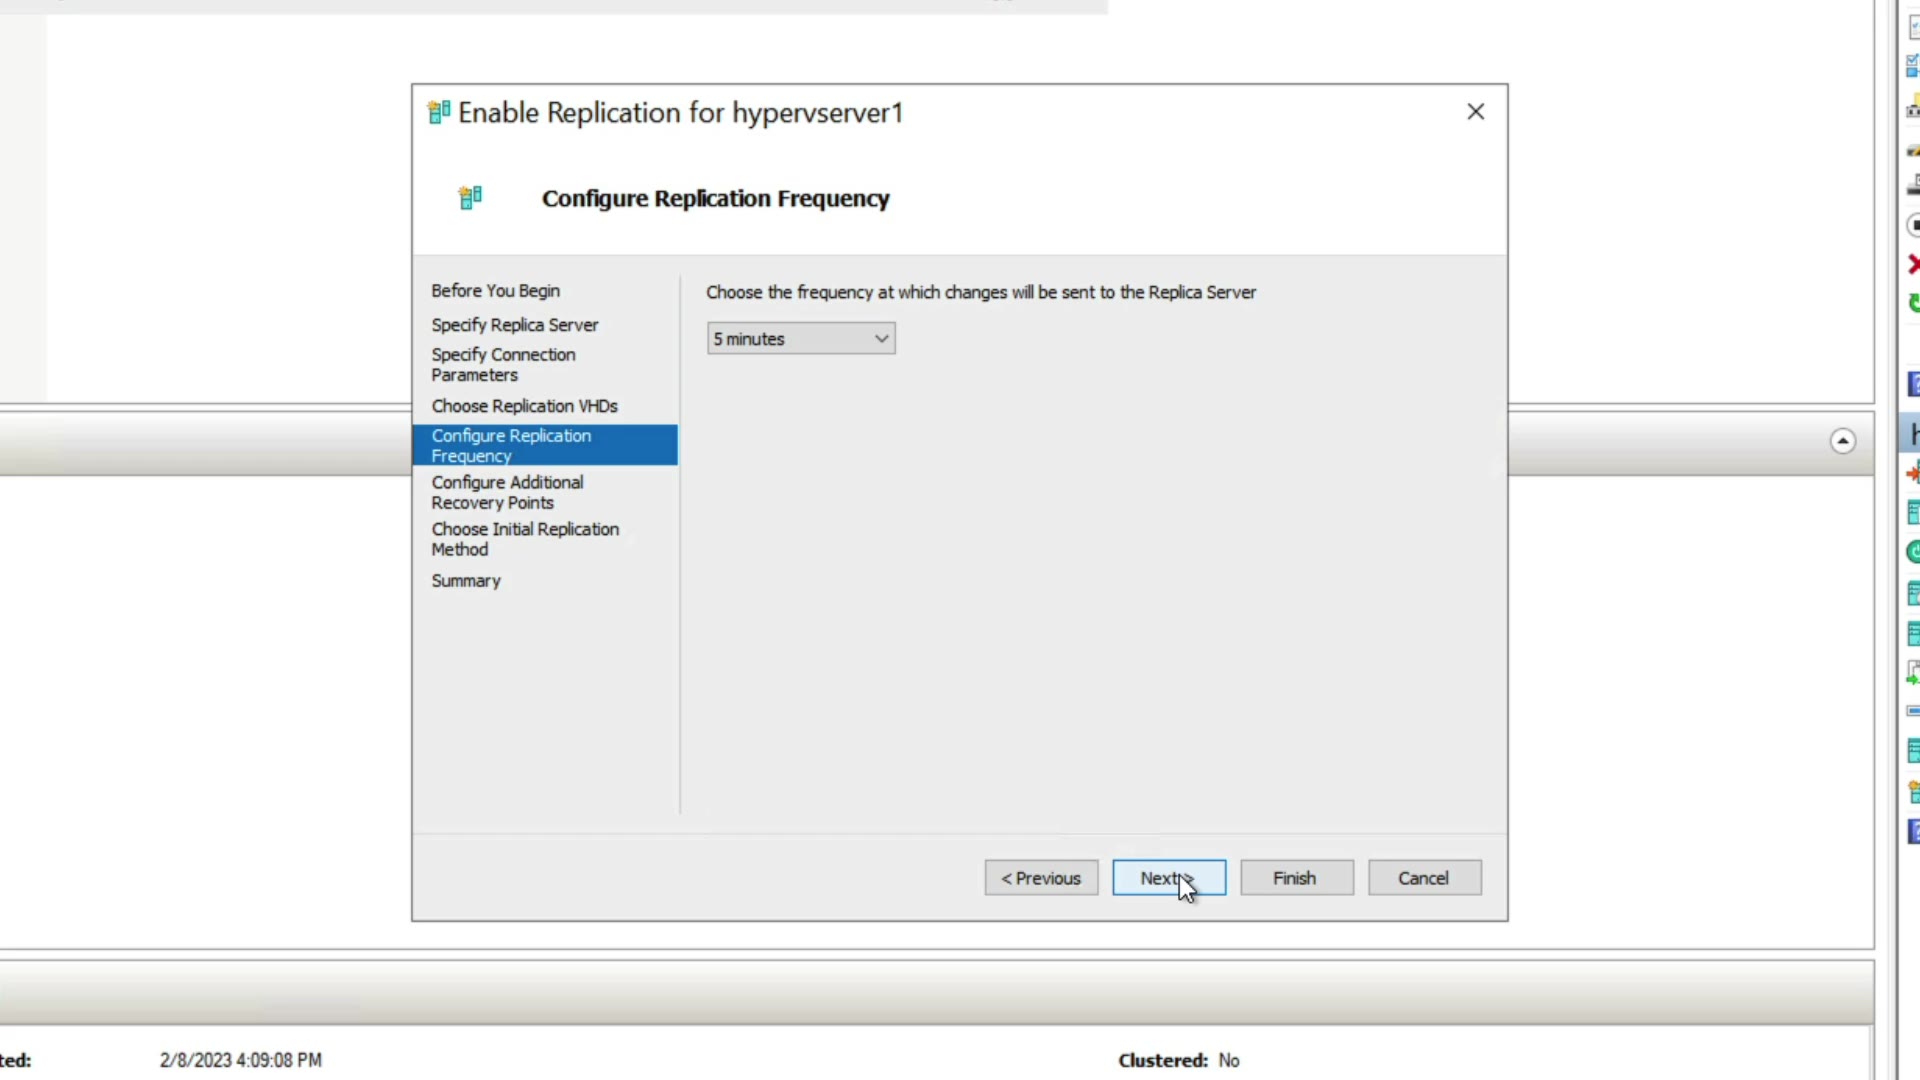 Enable Replication for hypervserver1
Configure Replication Frequency
Before You Begin
Specify Replica Server
Specify Connection
Parameters
Choose Replication VHDs
Configure Replication
Frequency
Configure Additional
Recovery Points
Choose Initial Replication
Method
Summary
Choose the frequency at which changes will be sent to the Replica Server
5 minutes
< Previous
Next >
Finish
Cancel
ted:
2/8/2023 4:09:08 PM
Clustered: No